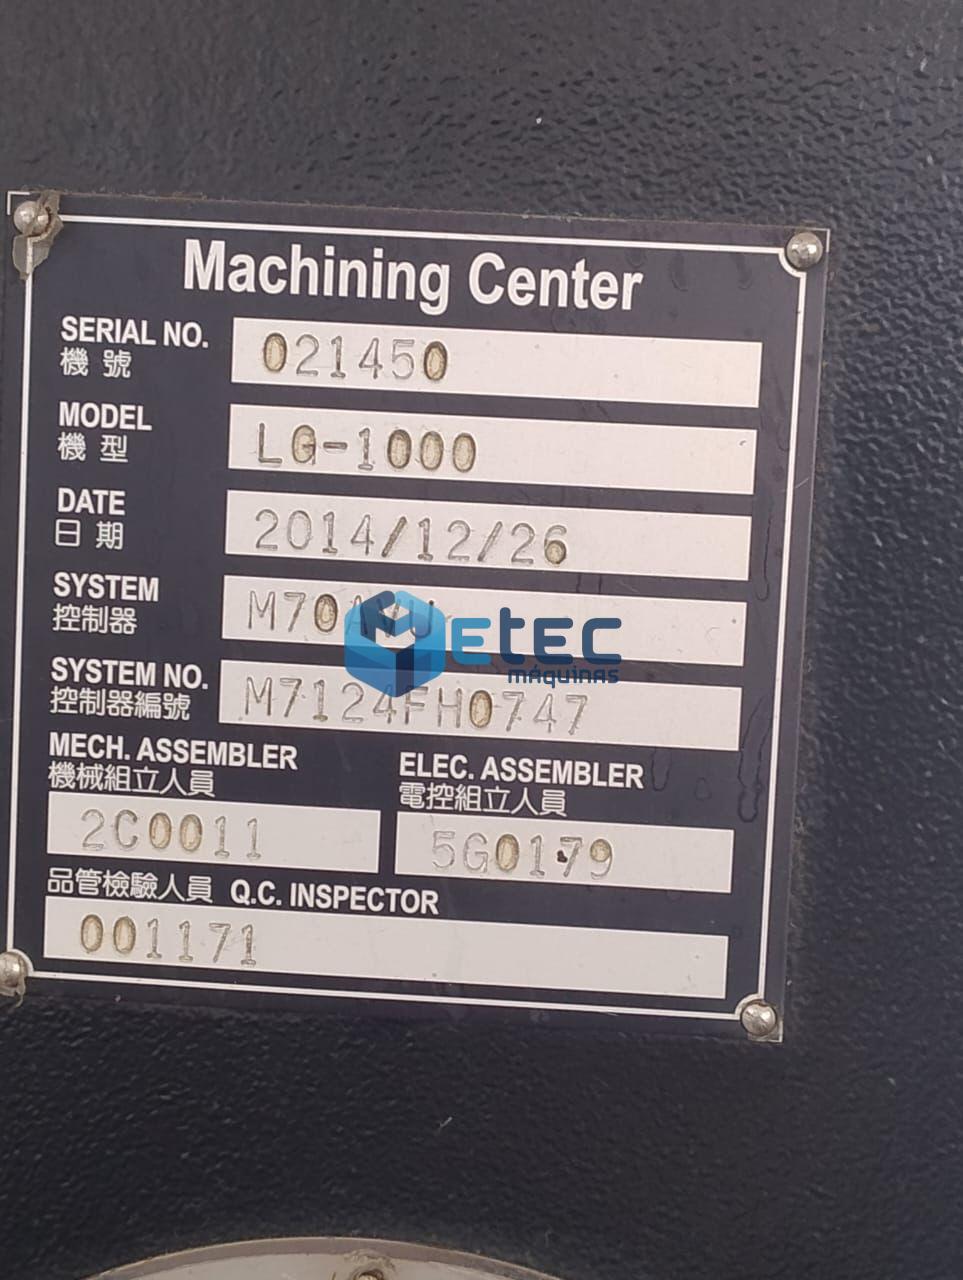 Machining Center
SERIAL NO. 021450
機 號
MODEL LG-1000
機 型
DATE 2014/12/26
日 期
SYSTEM M70AVU
控制器
SYSTEM NO. M7124FH0747
控制器編號
Etec
MÁQUINAS
MECH. ASSEMBLER
機械組立人員
2C0011
ELEC. ASSEMBLER
電控組立人員
5G0179
品管檢驗人員 Q.C. INSPECTOR
001171